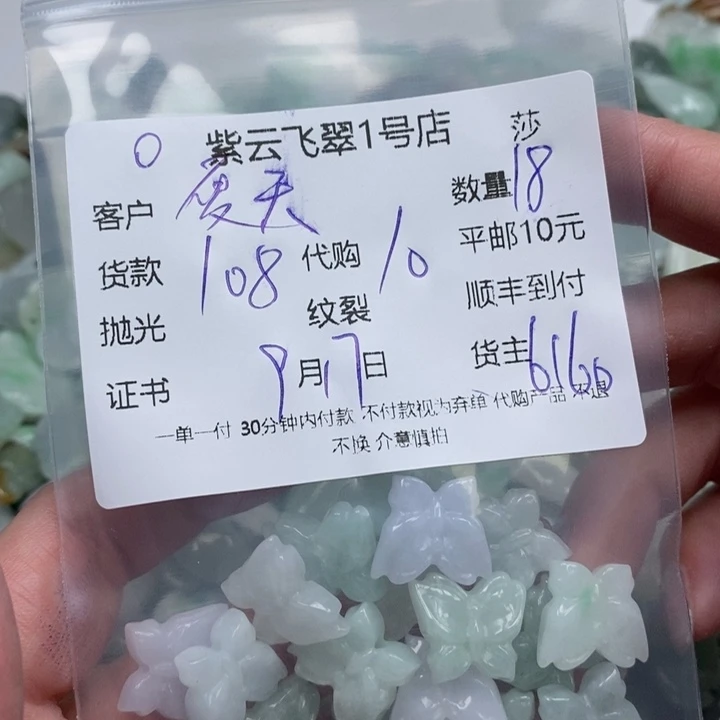 0 紫云飞翠1号店 莎
客户 夏天 数量 18
货款 108 代购 10 平邮10元
抛光 纹裂 顺丰到付
证书 9月17日 货主 6160
一单一付 30分钟内付款 不付款视为弃单 代购产品 不退
不换 介意慎拍